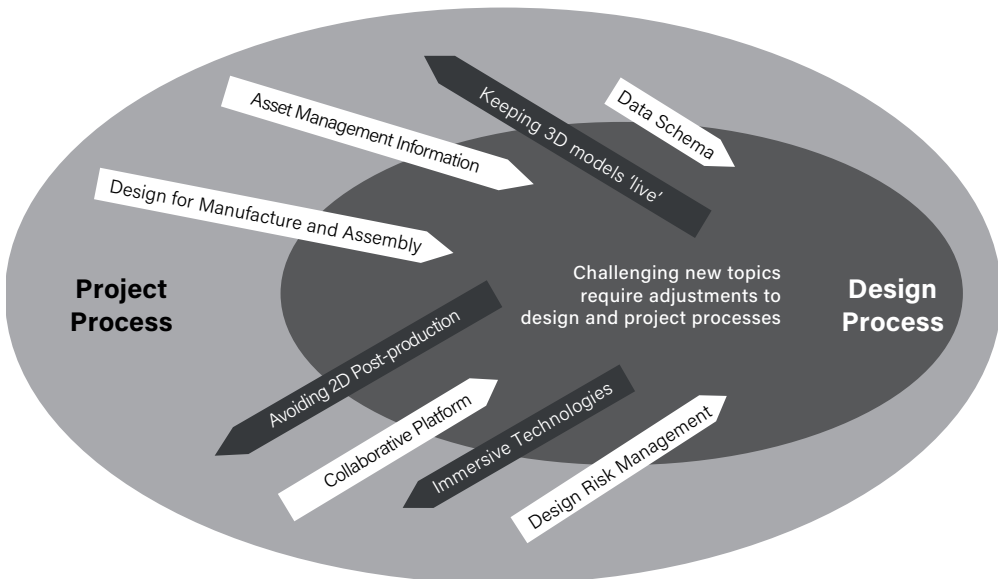 Keeping 3D models ‘live’
Data Schema
Asset Management Information
Design for Manufacture and Assembly
Project
Process
Challenging new topics
require adjustments to
design and project processes
Design
Process
Avoiding 2D Post-production
Collaborative Platform
Immersive Technologies
Design Risk Management